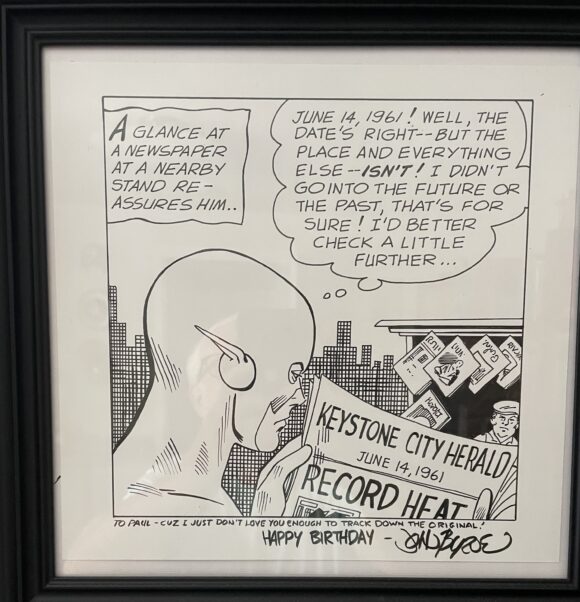 A GLANCE AT
A NEWSPAPER
AT A NEARBY
STAND RE-
ASSURES HIM..
JUNE 14, 1961! WELL, THE
DATE'S RIGHT--BUT THE
PLACE AND EVERYTHING
ELSE--ISN'T! I DIDN'T
GO INTO THE FUTURE OR
THE PAST, THAT'S FOR
SURE! I'D BETTER
CHECK A LITTLE
FURTHER...
KEYSTONE CITY HERALD
JUNE 14, 1961
RECORD HEAT
TO PAUL - CUZ I JUST DON'T LOVE YOU ENOUGH TO TRACK DOWN THE ORIGINAL!
HAPPY BIRTHDAY - JOHN BYRNE